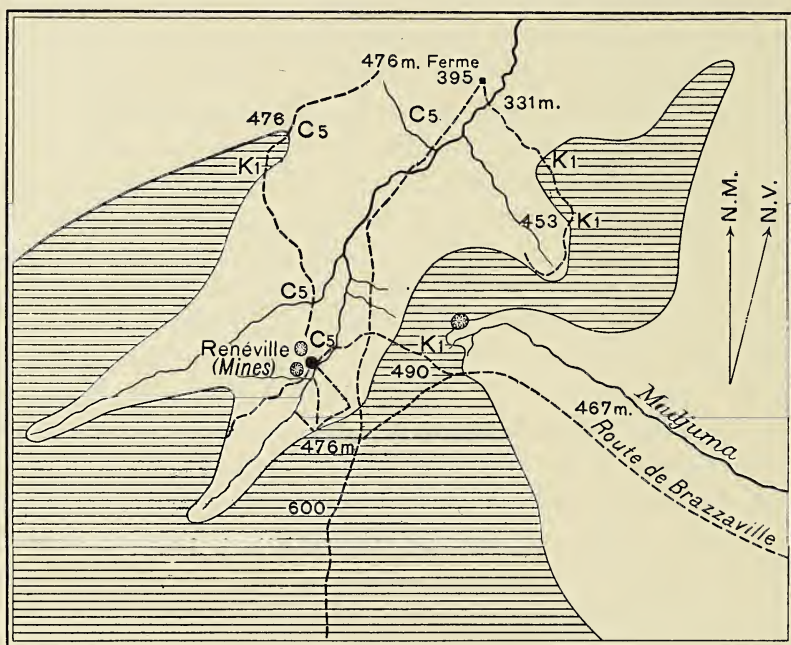 476m. Ferme
395
C5
331m.
476
C5
K1
K1
453
K1
N.M.
N.V.
C5
C5
Renéville
(Mines)
K1
490
467m.
Madjuma
Route de Brazzaville
476m
600